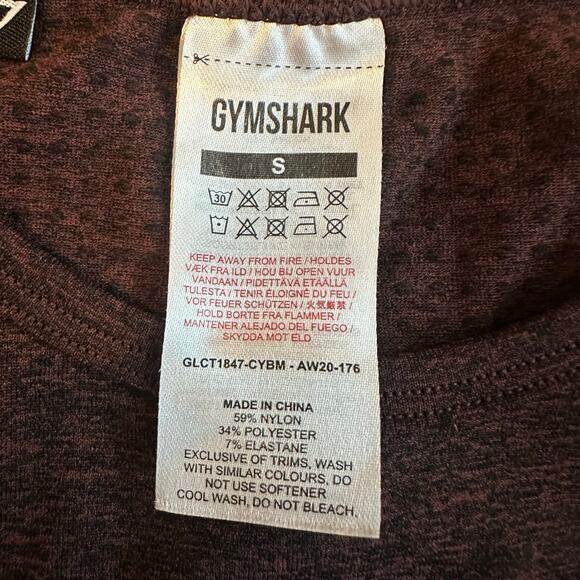 GYMSHARK
S
30
KEEP AWAY FROM FIRE / HOLDES
VÆK FRA ILD / HOU BIJ OPEN VUUR
VANDAAN / PIDETTÄVÄ ETÄÄLLÄ
TULESTA / TENIR ÉLOIGNÉ DU FEU /
VOR FEUER SCHÜTZEN / 火気厳禁 /
HOLD BORTE FRA FLAMMER /
MANTENER ALEJADO DEL FUEGO /
SKYDDA MOT ELD
GLCT1847-CYBM - AW20-176
MADE IN CHINA
59% NYLON
34% POLYESTER
7% ELASTANE
EXCLUSIVE OF TRIMS, WASH
WITH SIMILAR COLOURS, DO
NOT USE SOFTENER
COOL WASH, DO NOT BLEACH,